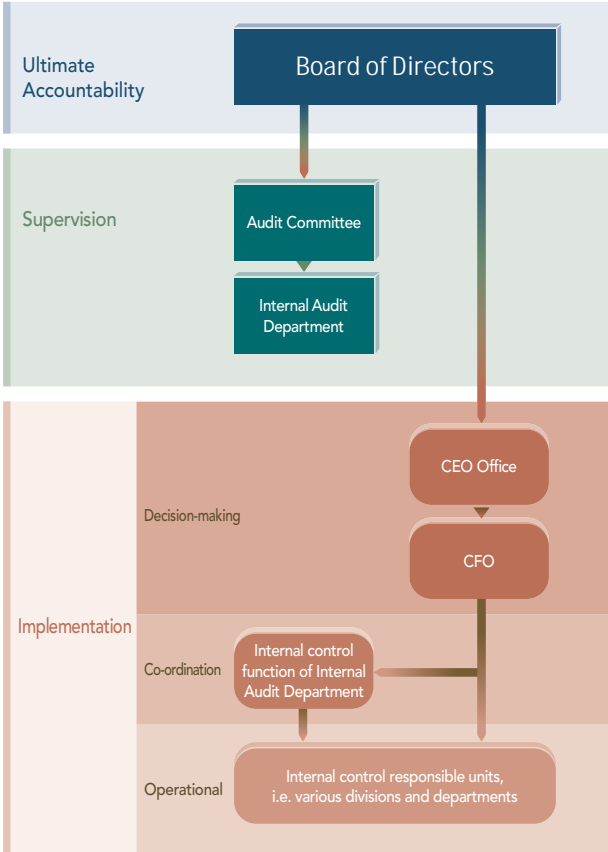 Ultimate
Accountability
Board of Directors
Supervision
Audit Committee
Internal Audit
Department
Implementation
Decision-making
CEO Office
CFO
Co-ordination
Internal control
function of Internal
Audit Department
Operational
Internal control responsible units,
i.e. various divisions and departments